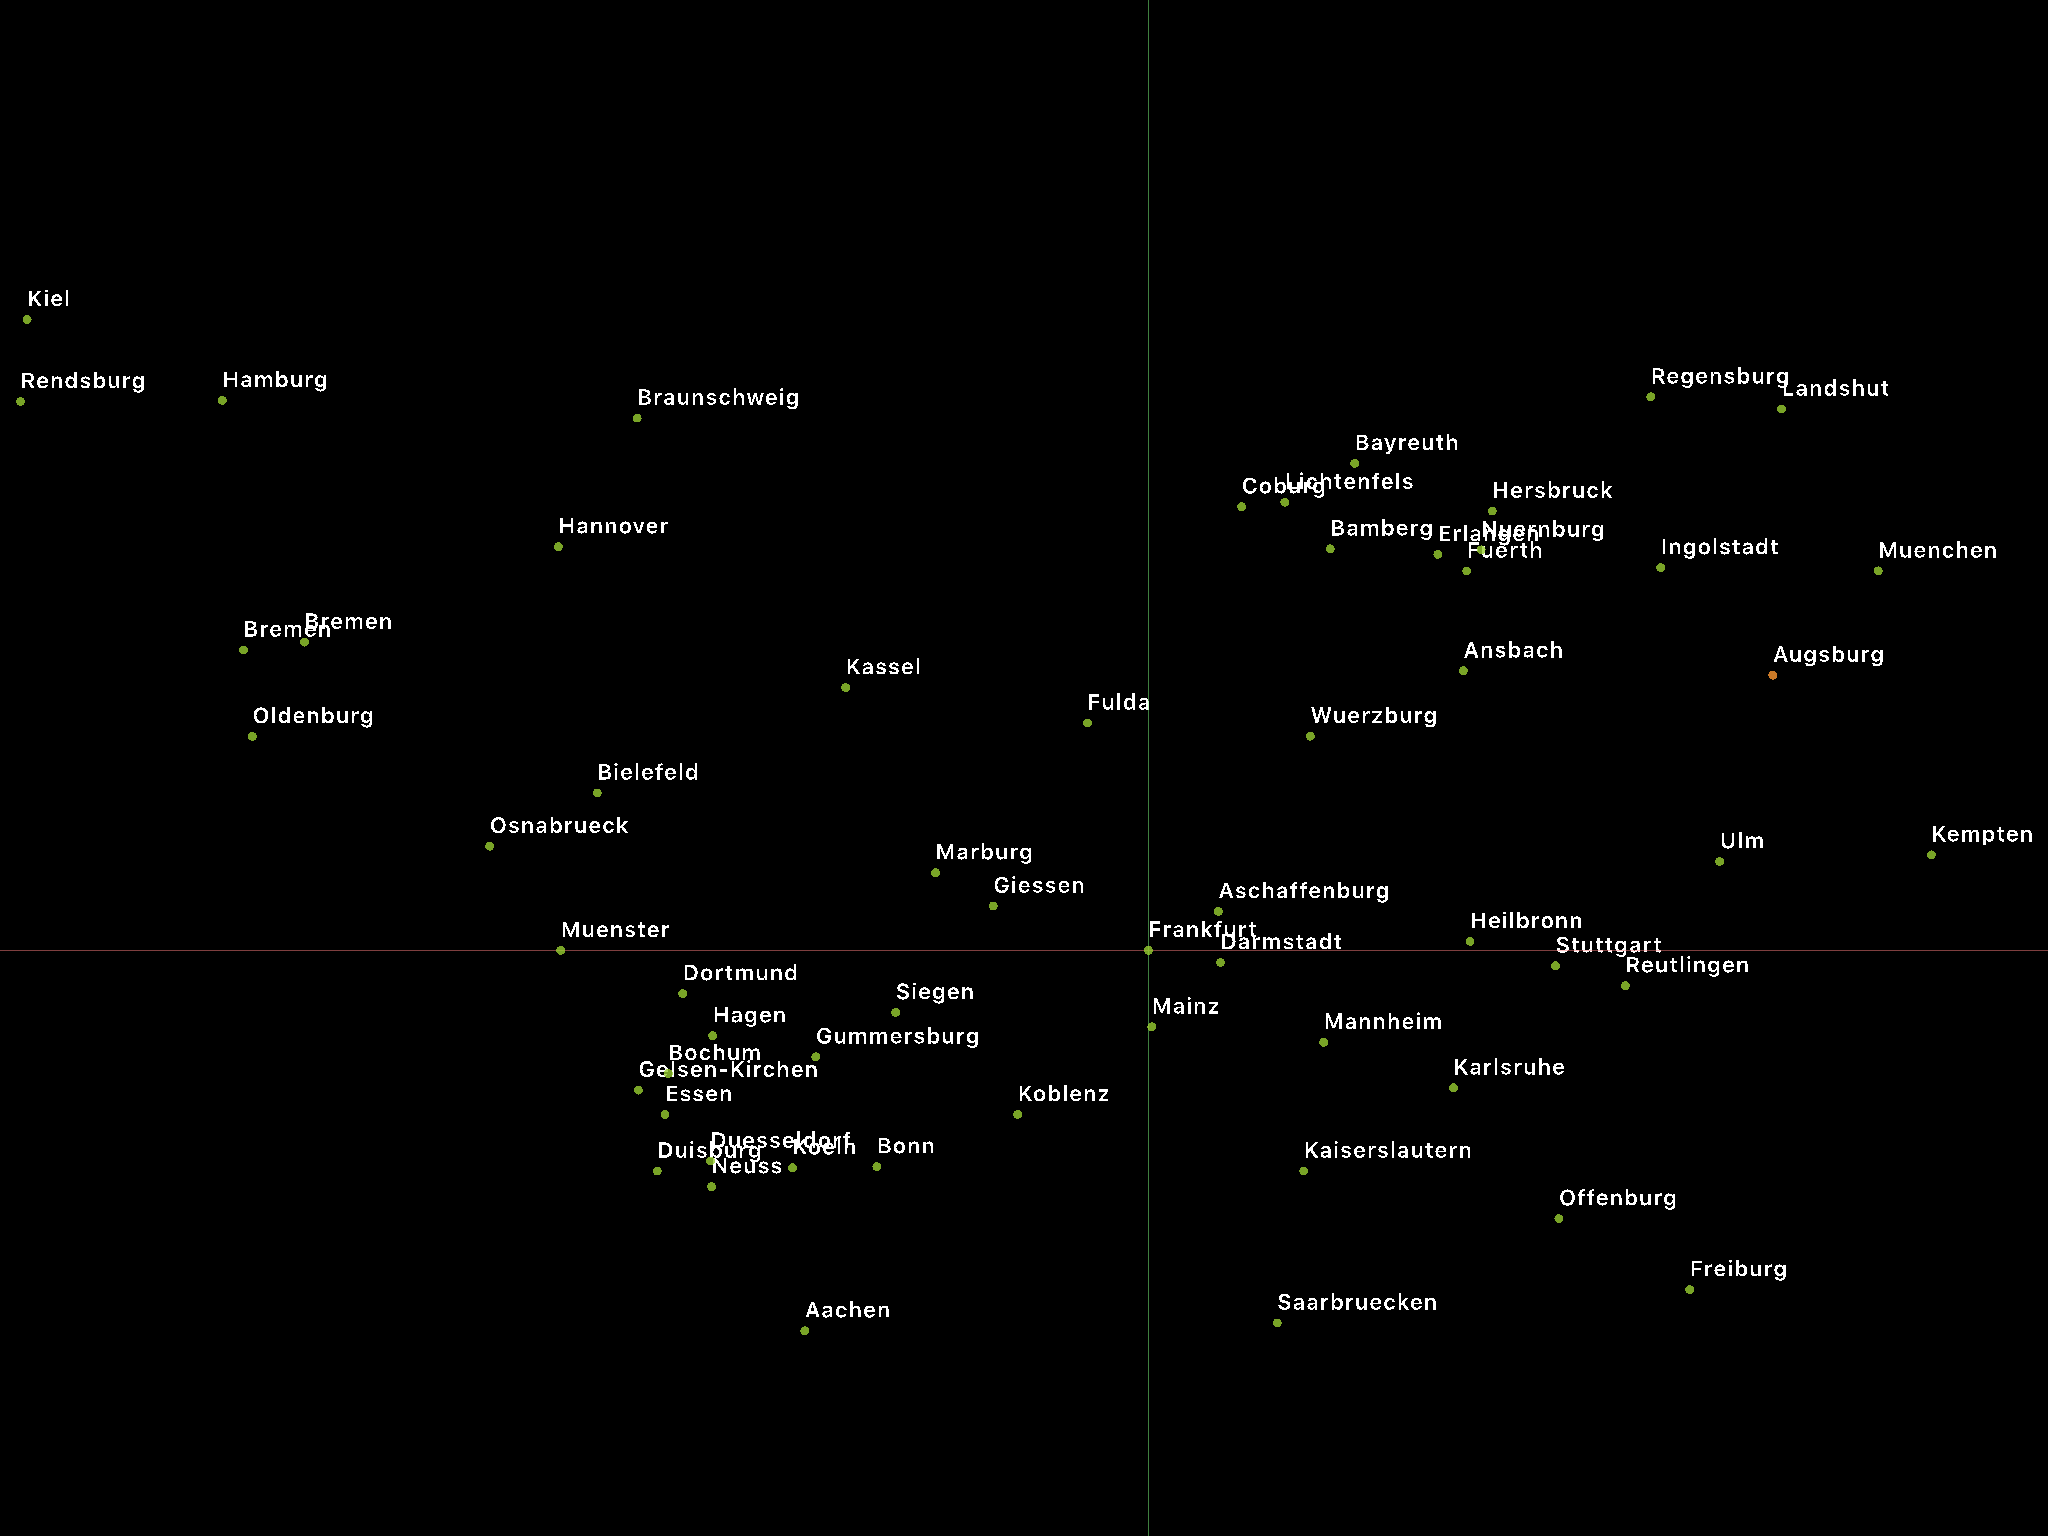 Kiel
Rendsburg
Hamburg
Braunschweig
Regensburg
Landshut
Bayreuth
Coburg
Lichtenfels
Hersbruck
Hannover
Bamberg
Erlangen
Nuernburg
Fuerth
Ingolstadt
Muenchen
Bremen
Bremen
Kassel
Ansbach
Augsburg
Fulda
Oldenburg
Wuerzburg
Bielefeld
Osnabrueck
Ulm
Kempten
Marburg
Giessen
Aschaffenburg
Muenster
Frankfurt
Heilbronn
Darmstadt
Stuttgart
Reutlingen
Dortmund
Siegen
Hagen
Mainz
Mannheim
Gummersburg
Bochum
Gelsen-Kirchen
Karlsruhe
Essen
Koblenz
Duesseldorf
Duisburg
Koeln
Bonn
Kaiserslautern
Neuss
Offenburg
Freiburg
Saarbruecken
Aachen